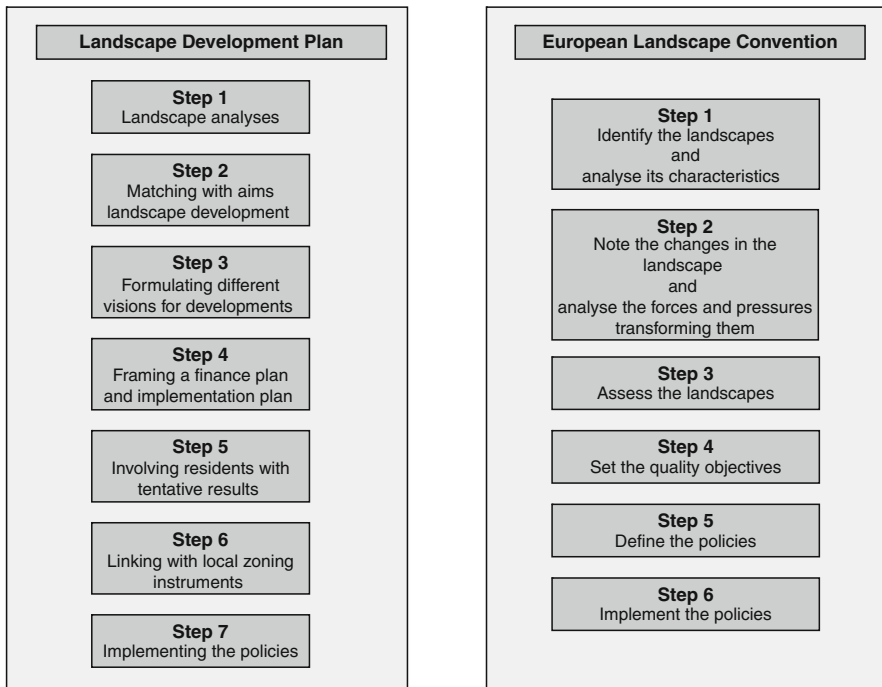 Landscape Development Plan
Step 1
Landscape analyses
Step 2
Matching with aims
landscape development
Step 3
Formulating different
visions for developments
Step 4
Framing a finance plan
and implementation plan
Step 5
Involving residents with
tentative results
Step 6
Linking with local zoning
instruments
Step 7
Implementing the policies
European Landscape Convention
Step 1
Identify the landscapes
and
analyse its characteristics
Step 2
Note the changes in the
landscape
and
analyse the forces and pressures
transforming them
Step 3
Assess the landscapes
Step 4
Set the quality objectives
Step 5
Define the policies
Step 6
Implement the policies